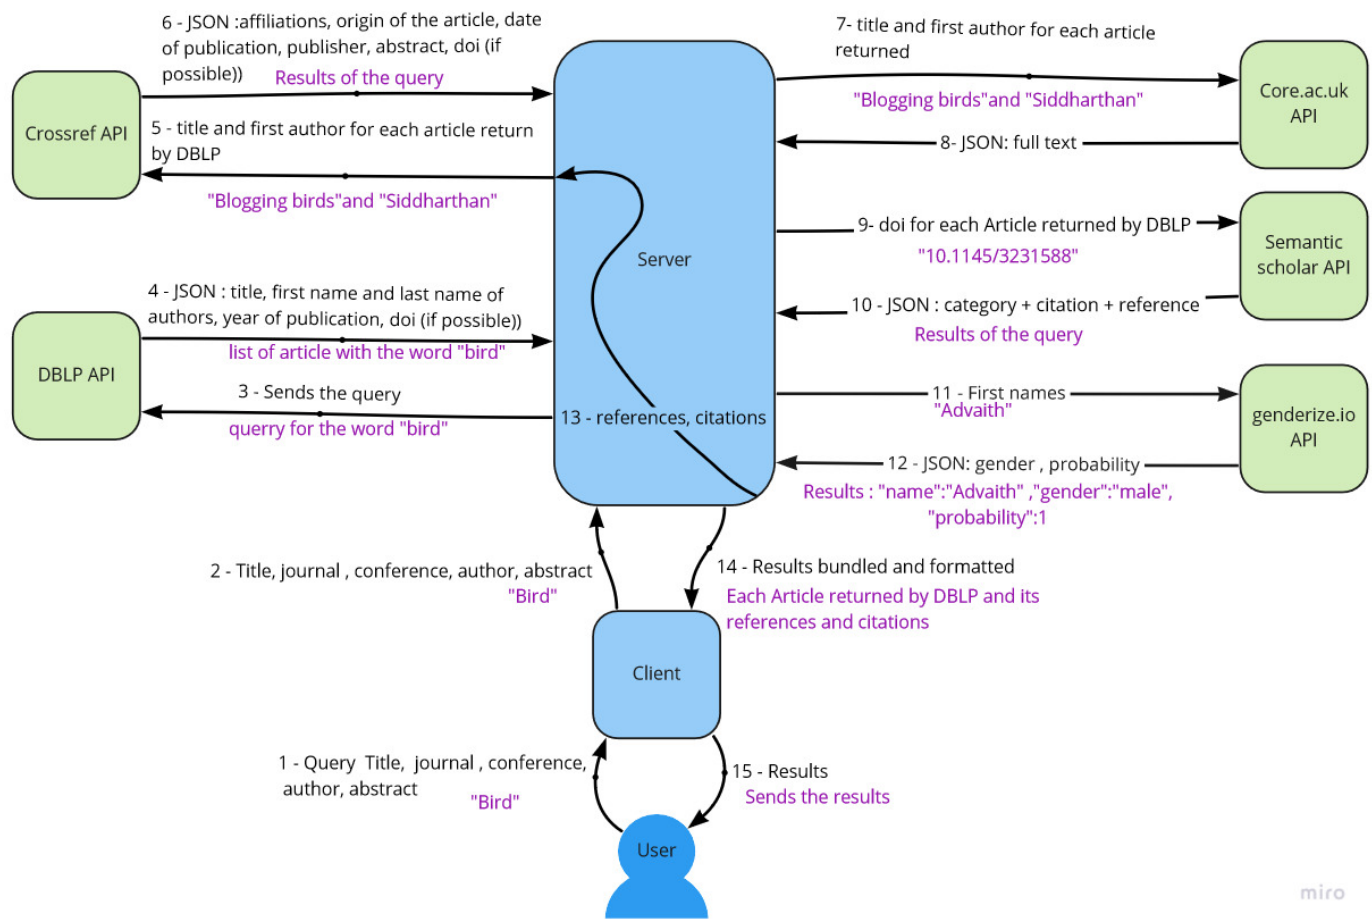 6 - JSON :affiliations, origin of the article, date
of publication, publisher, abstract, doi (if
possible))
Results of the query
Crossref API
5 - title and first author for each article return
by DBLP
"Blogging birds"and "Siddharthan"
4 - JSON : title, first name and last name of
authors, year of publication, doi (if possible))
list of article with the word "bird"
DBLP API
3 - Sends the query
querry for the word "bird"
Server
13 - references, citations
7- title and first author for each article
returned
"Blogging birds"and "Siddharthan"
Core.ac.uk
API
8- JSON: full text
9- doi for each Article returned by DBLP
"10.1145/3231588"
Semantic
scholar API
10 - JSON : category + citation + reference
Results of the query
11 - First names
"Advaith"
genderize.io
API
12 - JSON: gender , probability
Results : "name":"Advaith" ,"gender":"male",
"probability":1
2 - Title, journal , conference, author, abstract
"Bird"
14 - Results bundled and formatted
Each Article returned by DBLP and its
references and citations
Client
1 - Query Title, journal , conference,
author, abstract
"Bird"
15 - Results
Sends the results
User
miro